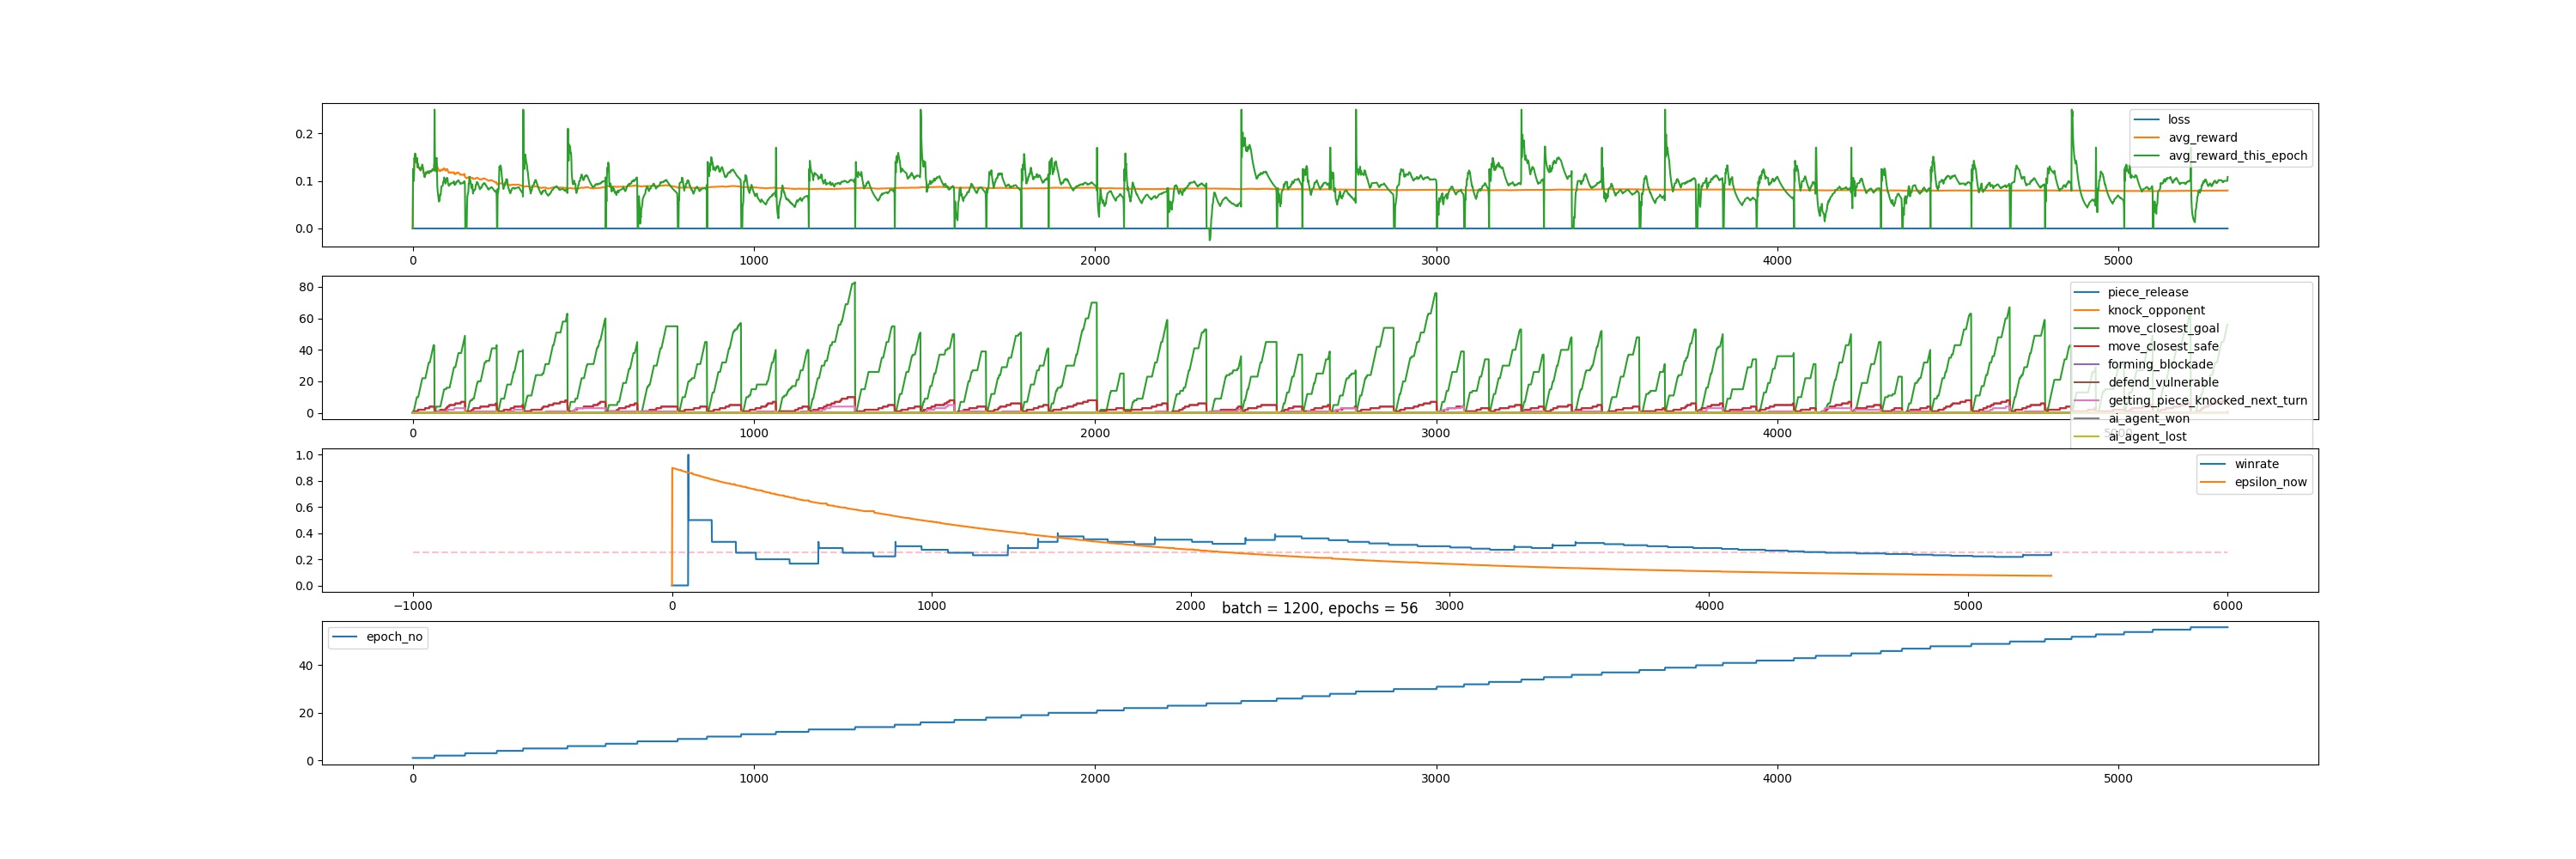 0.2
0.1
0.0
loss
avg_reward
avg_reward_this_epoch
0 1000 2000 3000 4000 5000
80
60
40
20
0
piece_release
knock_opponent
move_closest_goal
move_closest_safe
forming_blockade
defend_vulnerable
getting_piece_knocked_next_turn
ai_agent_won
ai_agent_lost
0 1000 2000 3000 4000 5000
1.0
0.8
0.6
0.4
0.2
0.0
winrate
epsilon_now
−1000 0 1000 2000 3000 4000 5000 6000
batch = 1200, epochs = 56
epoch_no
40
20
0
0 1000 2000 3000 4000 5000